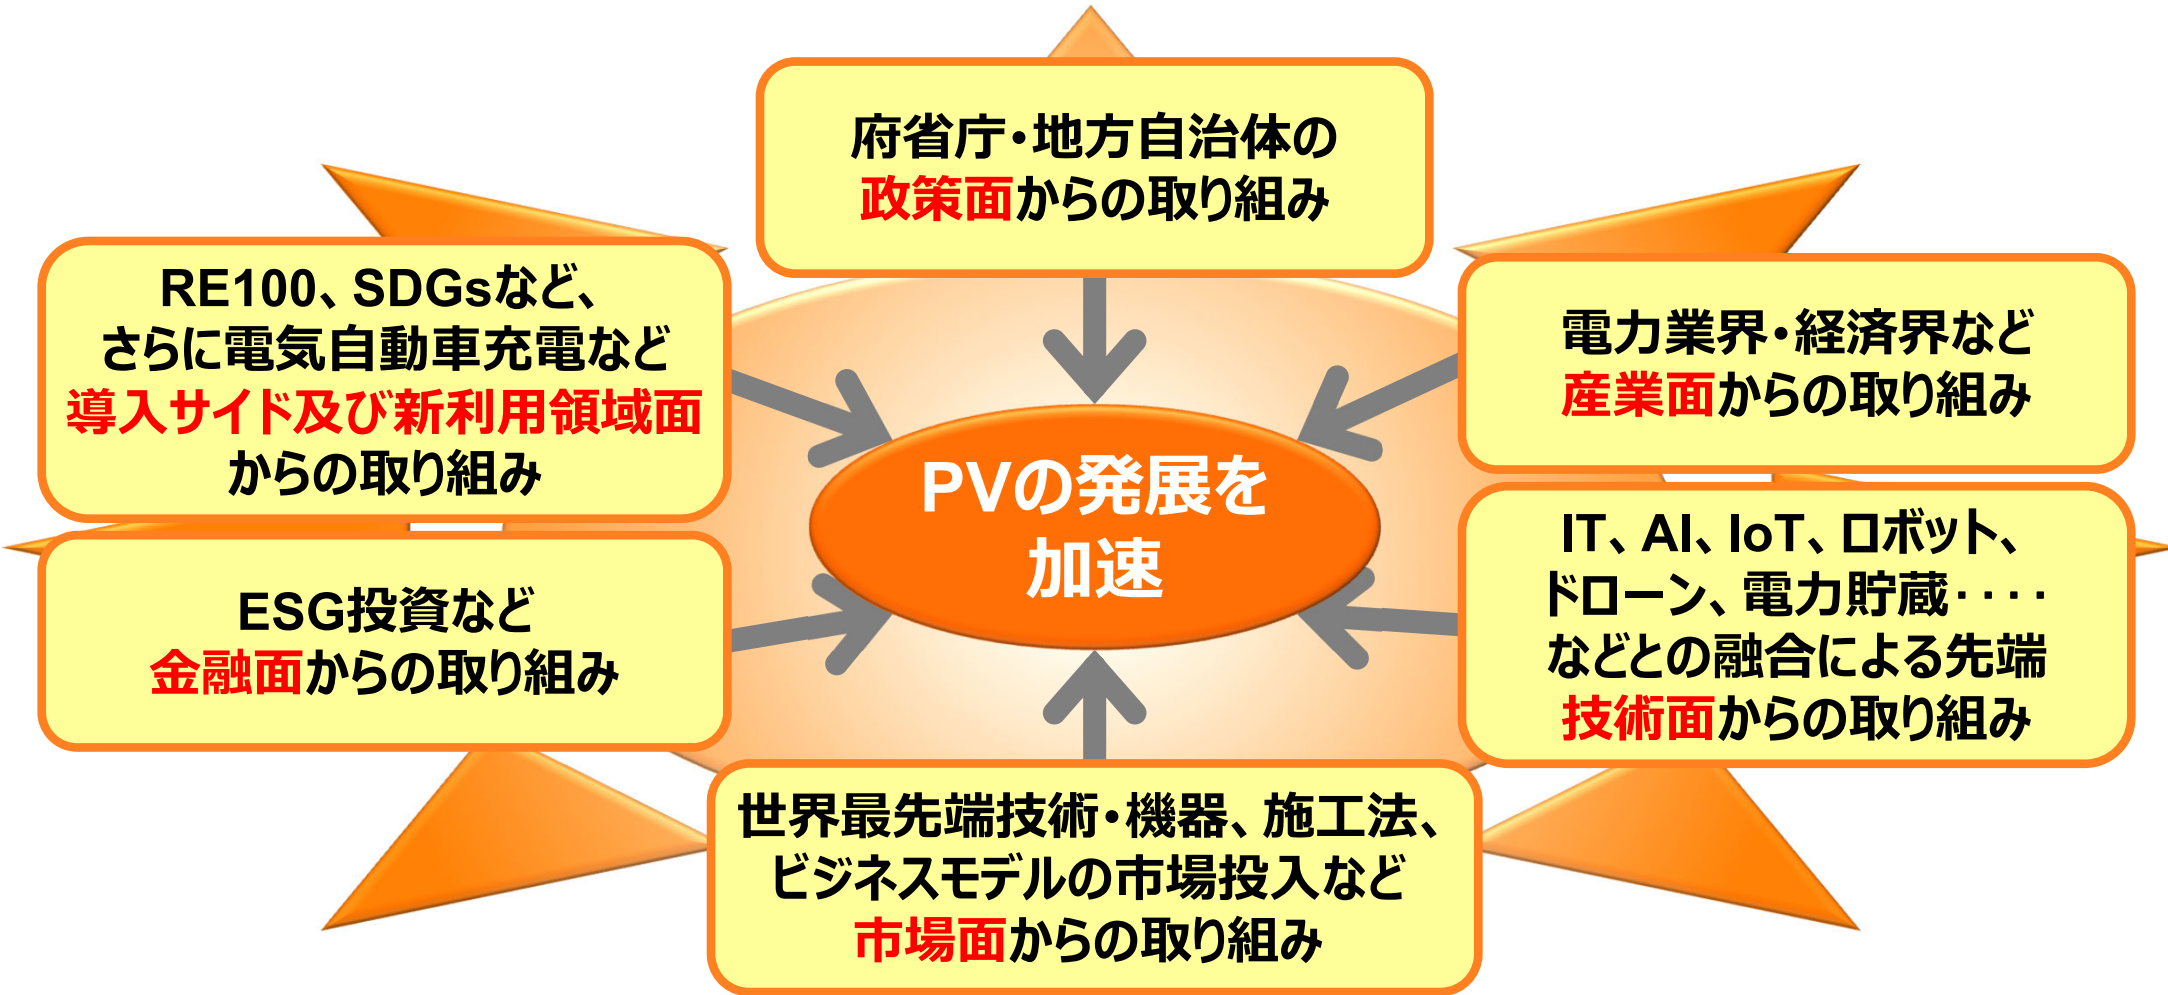 府省庁・地方自治体の
政策面からの取り組み
RE100、SDGsなど、
さらに電気自動車充電など
導入サイド及び新利用領域面
からの取り組み
電力業界・経済界など
産業面からの取り組み
PVの発展を
加速
ESG投資など
金融面からの取り組み
IT、AI、IoT、ロボット、
ドローン、電力貯蔵‥‥
などとの融合による先端
技術面からの取り組み
世界最先端技術・機器、施工法、
ビジネスモデルの市場投入など
市場面からの取り組み